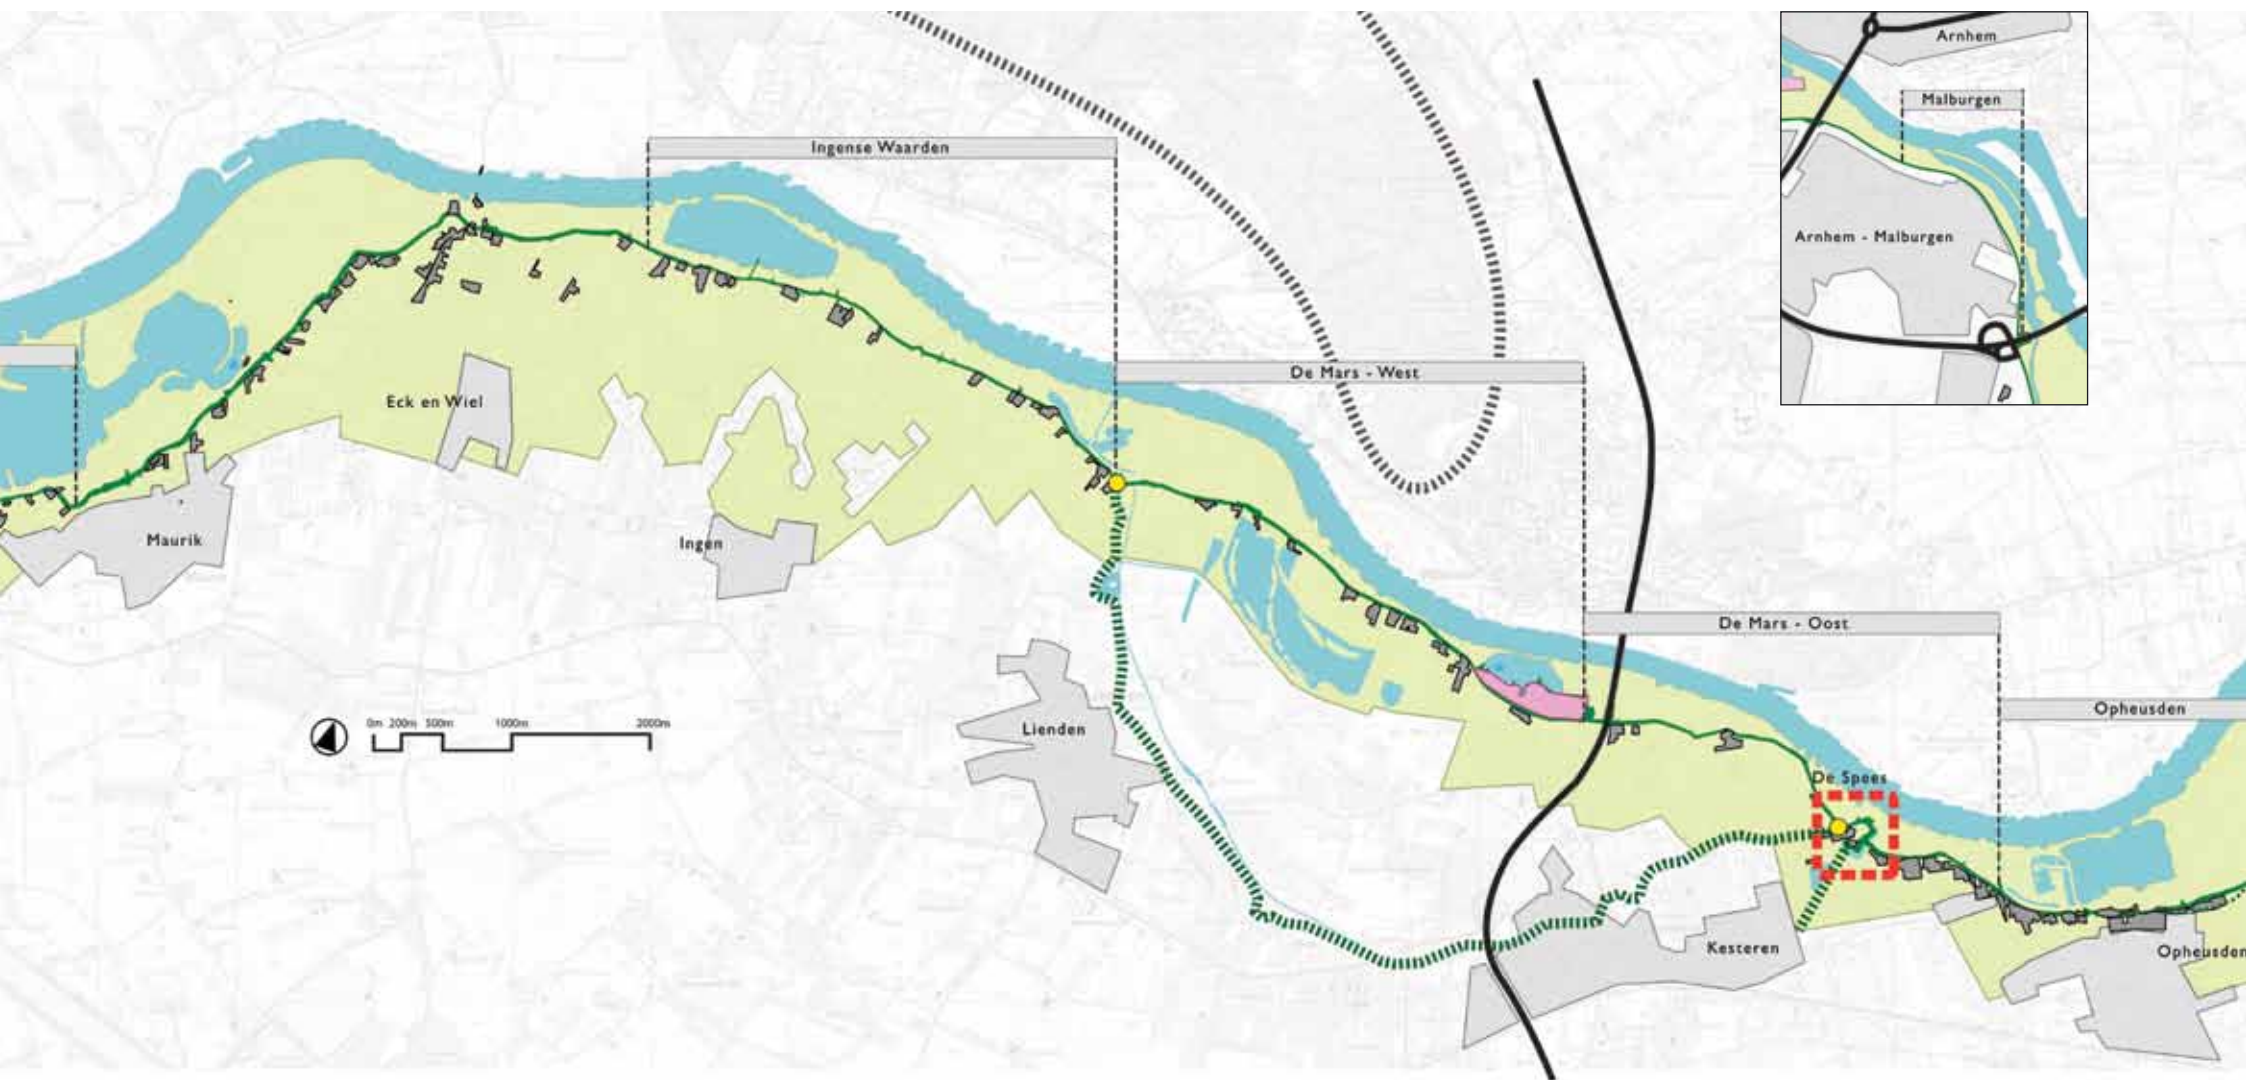 Arnhem
Malburgen
Arnhem - Malburgen
Ingense Waarden
De Mars - West
Eck en Wiel
Maurik
Ingen
De Mars - Oost
Opheusden
Lienden
0m 200m 500m 1000m 2000m
De Spees
Kesteren
Opheusden